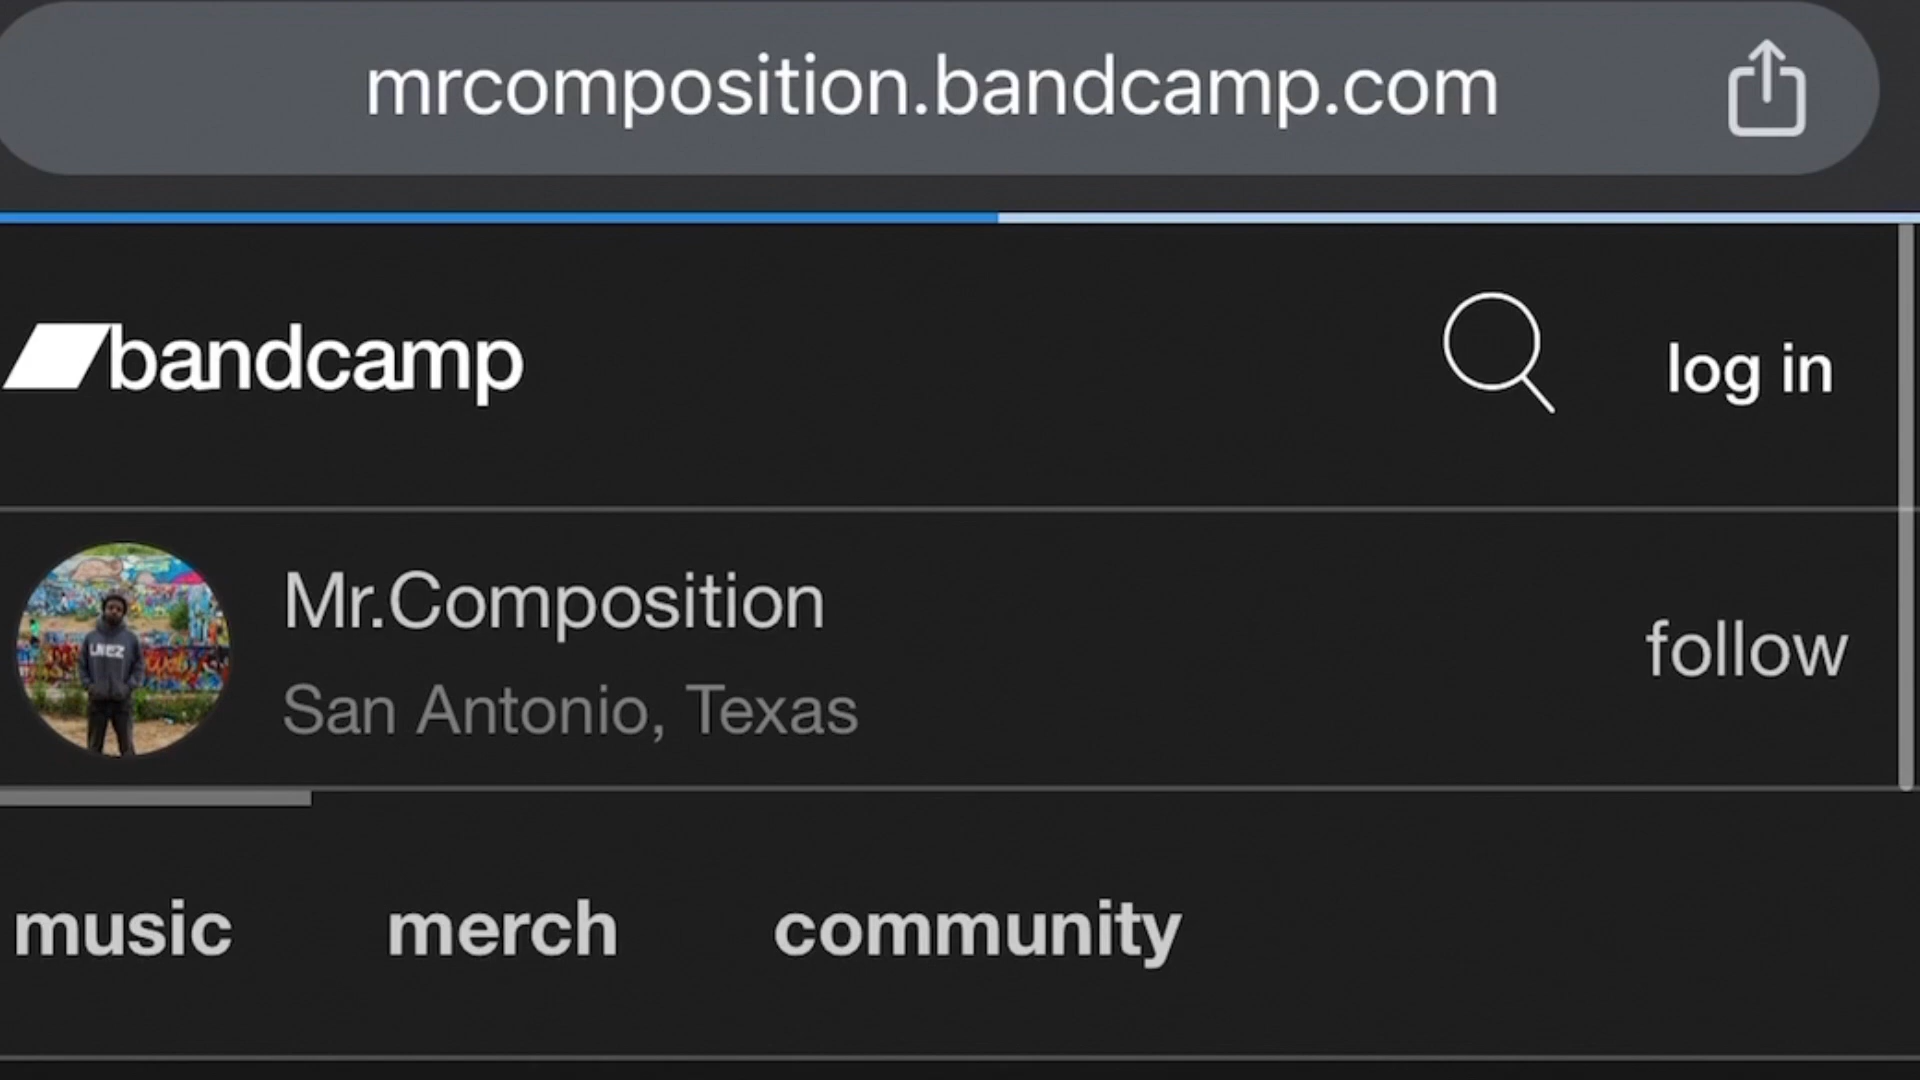 mrcomposition.bandcamp.com
bandcamp
log in
Mr.Composition
San Antonio, Texas
follow
music merch community